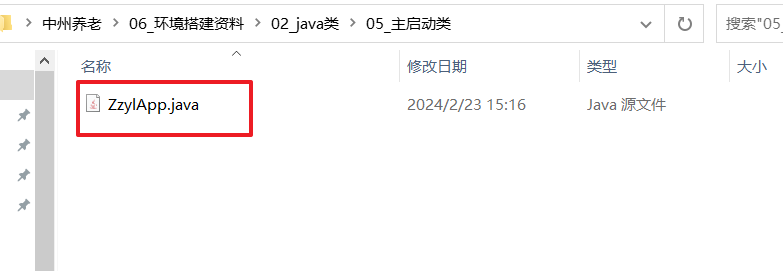 中州养老 > 06_环境搭建资料 > 02_java类 > 05_主启动类
搜索"05_
名称 修改日期 类型 大小
ZzylApp.java 2024/2/23 15:16 Java 源文件